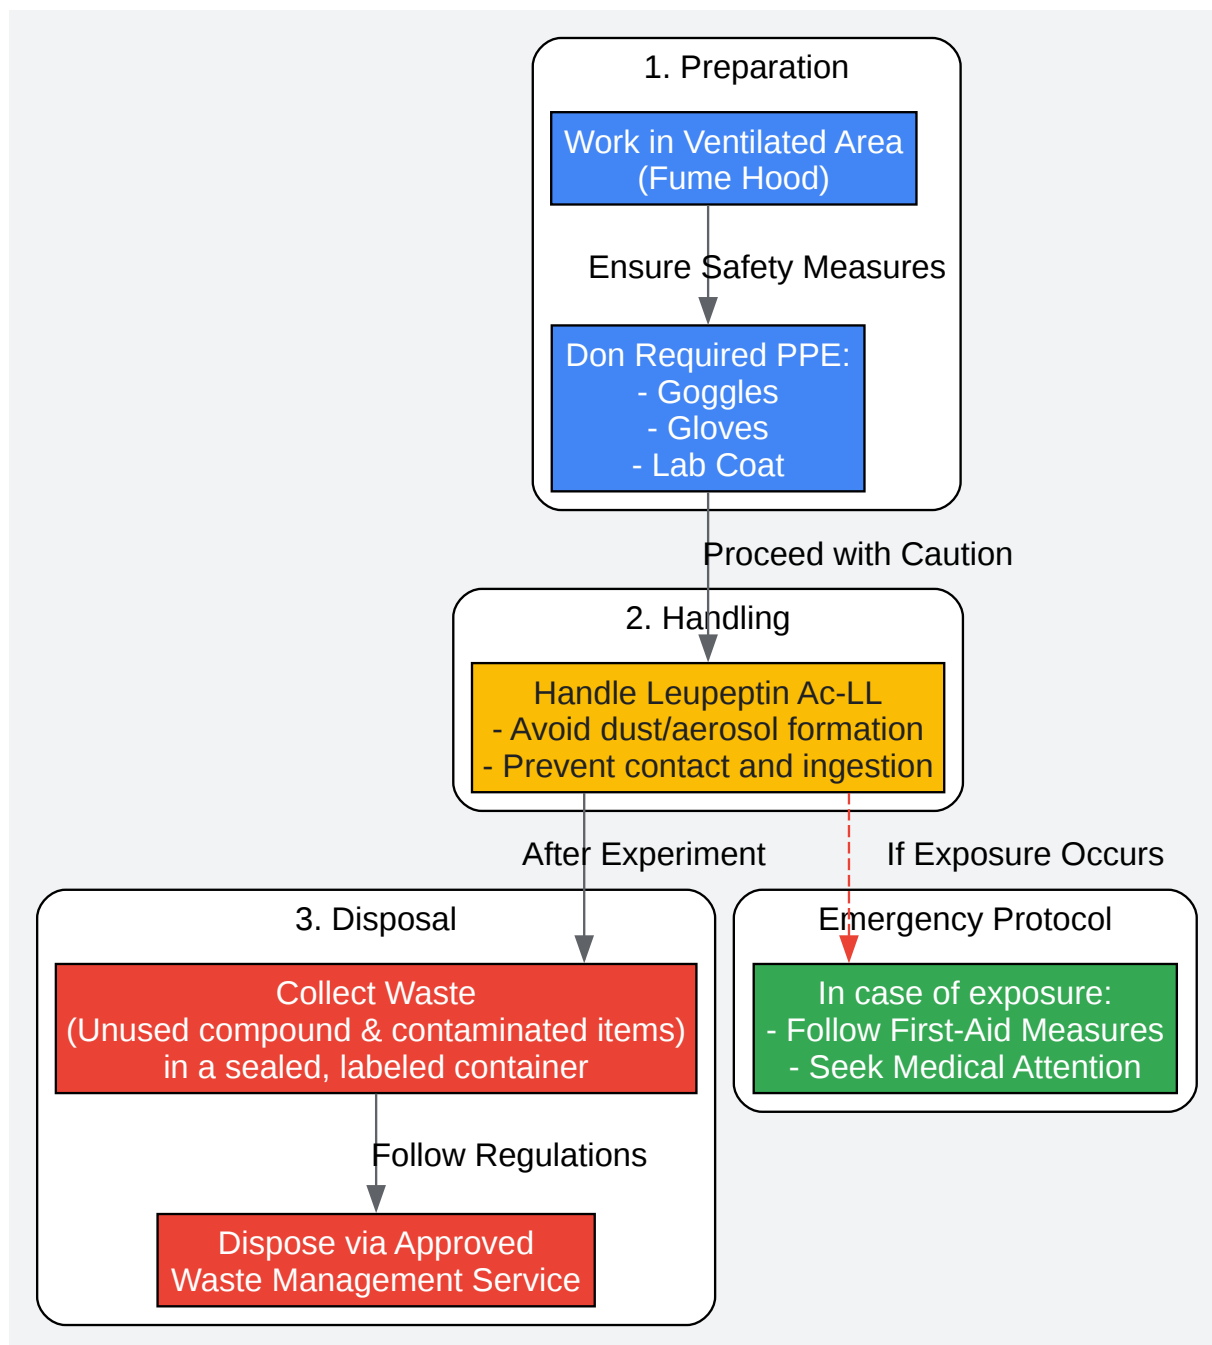 1. Preparation
Work in Ventilated Area
(Fume Hood)
Ensure Safety Measures
Don Required PPE:
- Goggles
- Gloves
- Lab Coat
Proceed with Caution
2. Handling
Handle Leupeptin Ac-LL
- Avoid dust/aerosol formation
- Prevent contact and ingestion
After Experiment
If Exposure Occurs
3. Disposal
Collect Waste
(Unused compound & contaminated items)
in a sealed, labeled container
Follow Regulations
Dispose via Approved
Waste Management Service
Emergency Protocol
In case of exposure:
- Follow First-Aid Measures
- Seek Medical Attention